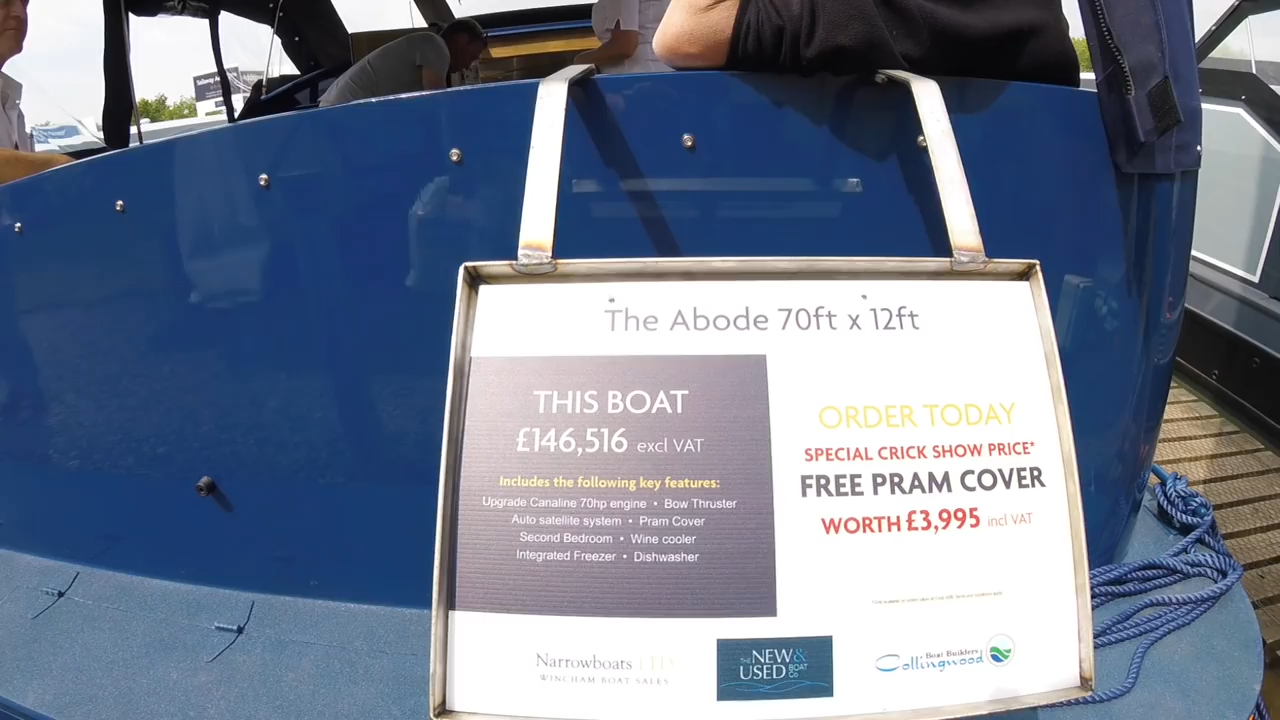 The Abode 70ft x 12ft
THIS BOAT
£146,516 excl VAT
Includes the following key features:
Upgrade Canaline 70hp engine • Bow Thruster
Auto satellite system • Pram Cover
Second Bedroom • Wine cooler
Integrated Freezer • Dishwasher
ORDER TODAY
SPECIAL CRICK SHOW PRICE*
FREE PRAM COVER
WORTH £3,995 incl VAT
Narrowboats LTD
WINCHAM BOAT SALES
THE NEW & USED BOAT Co
Boat Builders
Collingwood